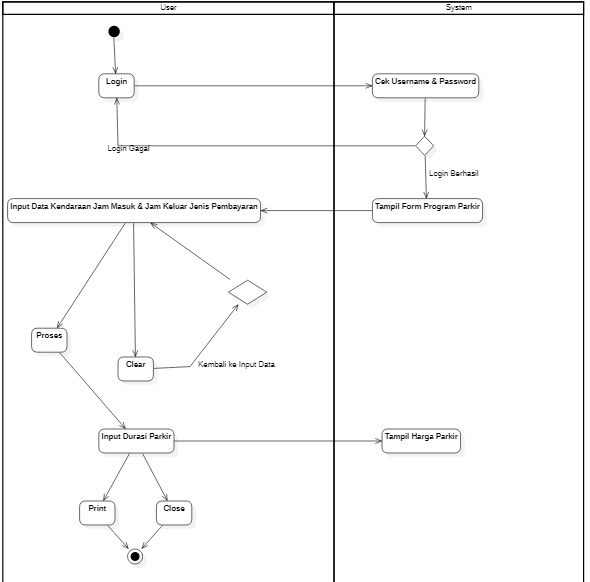 User
System
Login
Cek Username & Password
Login Gagal
Login Berhasil
Input Data Kendaraan Jam Masuk & Jam Keluar Jenis Pembayaran
Tampil Form Program Parkir
Proses
Clear
Kembali ke Input Data
Input Durasi Parkir
Tampil Harga Parkir
Print
Close